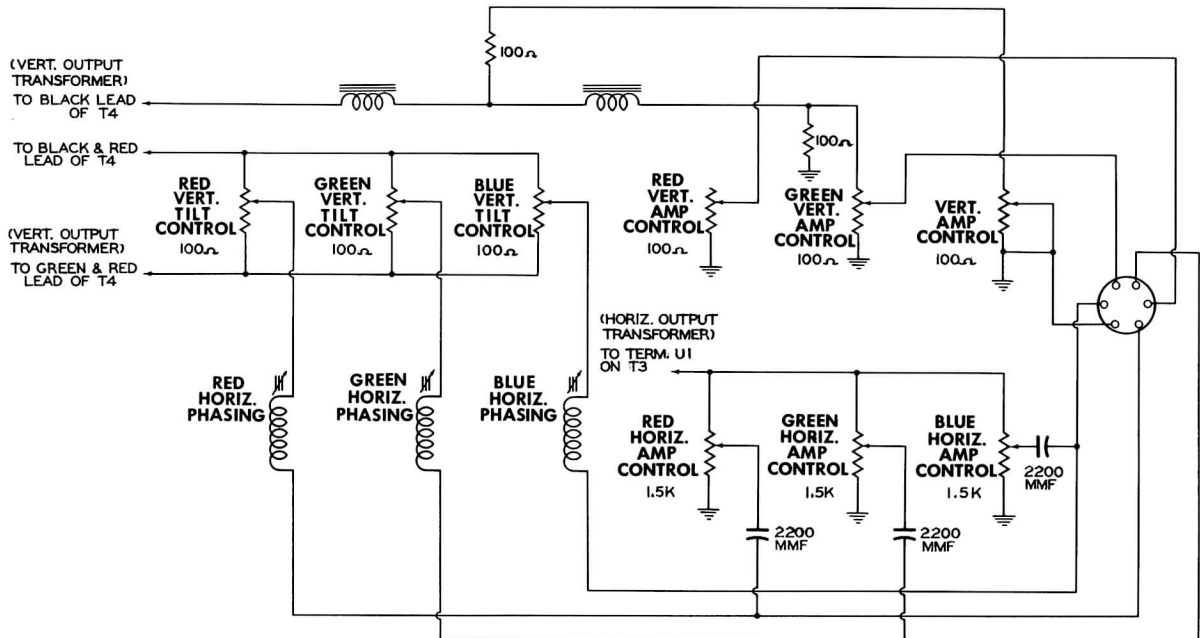 100Ω
(VERT. OUTPUT
TRANSFORMER)
TO BLACK LEAD
OF T4
TO BLACK & RED
LEAD OF T4
100Ω
RED
VERT.
TILT
CONTROL
100Ω
GREEN
VERT.
TILT
CONTROL
100Ω
BLUE
VERT.
TILT
CONTROL
100Ω
RED
VERT.
AMP
CONTROL
100Ω
GREEN
VERT.
AMP
CONTROL
100Ω
VERT.
AMP
CONTROL
100Ω
(VERT. OUTPUT
TRANSFORMER)
TO GREEN & RED
LEAD OF T4
(HORIZ. OUTPUT
TRANSFORMER)
TO TERM. U1
ON T3
RED
HORIZ.
PHASING
GREEN
HORIZ.
PHASING
BLUE
HORIZ.
PHASING
RED
HORIZ.
AMP
CONTROL
1.5K
GREEN
HORIZ.
AMP
CONTROL
1.5K
BLUE
HORIZ.
AMP
CONTROL
1.5K
2200
MMF
2200
MMF
2200
MMF